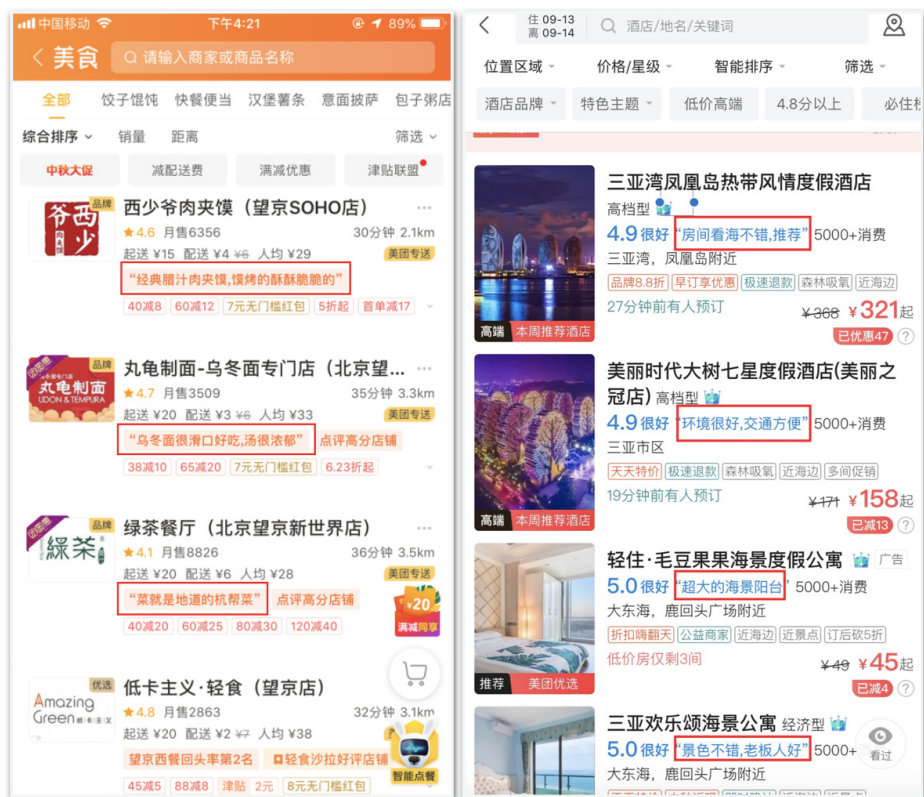 中国移动
下午4:21
89%
美食
请输入商家或商品名称
全部 饺子馄饨 快餐便当 汉堡薯条 意面披萨 包子粥店
综合排序 销量 距离 筛选
中秋大促 减配送费 满减优惠 津贴联盟
爷西少
肉夹馍
品牌
西少爷肉夹馍（望京SOHO店）
4.6 月售6356 30分钟 2.1km
起送 ¥15 配送 ¥4 ¥6 人均 ¥29 美团专送
“经典腊汁肉夹馍,馍烤的酥酥脆脆的”
40减8 60减12 7元无门槛红包 5折起 首单减17
丸龟制面
UDON & TEMPURA
品牌
丸龟制面-乌冬面专门店（北京望...
4.7 月售3509 35分钟 3.3km
起送 ¥20 配送 ¥3 ¥6 人均 ¥33 美团专送
“乌冬面很滑口好吃,汤很浓郁” 点评高分店铺
38减10 65减20 7元无门槛红包 6.23折起
緑茶
品牌
绿茶餐厅（北京望京新世界店）
4.1 月售8826 36分钟 3.5km
起送 ¥20 配送 ¥6 人均 ¥28 美团专送
“菜就是地道的杭帮菜” 点评高分店铺
40减20 60减25 80减30 120减40
¥20
满减同享
Amazing
Green
优选
低卡主义·轻食（望京店）
4.8 月售2863 32分钟 3.1km
起送 ¥20 配送 ¥2 ¥7 人均 ¥38
望京西餐回头率第2名 轻食沙拉好评店铺
45减5 88减8 津贴 2元 8元无门槛红包
智能点餐
住 09-13
离 09-14
酒店/地名/关键词
位置区域 价格/星级 智能排序 筛选
酒店品牌 特色主题 低价高端 4.8分以上 必住
三亚湾凤凰岛热带风情度假酒店
高档型
4.9 很好 “房间看海不错,推荐” 5000+消费
三亚湾，凤凰岛附近
品牌8.8折 早订享优惠 极速退款 森林吸氧 近海边
27分钟前有人预订 ¥368 ¥321起
已优惠47
高端 本周推荐酒店
美丽时代大树七星度假酒店(美丽之
冠店) 高档型
4.9 很好 “环境很好,交通方便” 5000+消费
三亚市区
天天特价 极速退款 森林吸氧 近海边 多间促销
19分钟前有人预订 ¥171 ¥158起
已减13
高端 本周推荐酒店
轻住·毛豆果果海景度假公寓 广告
5.0 很好 “超大的海景阳台” 5000+消费
大东海，鹿回头广场附近
折扣嗨翻天 公益商家 近海边 近景点 订后砍5折
低价房仅剩3间 ¥49 ¥45起
已减4
推荐 美团优选
三亚欢乐颂海景公寓 经济型
5.0 很好 “景色不错,老板人好” 5000+
大东海，鹿回头广场附近
看过